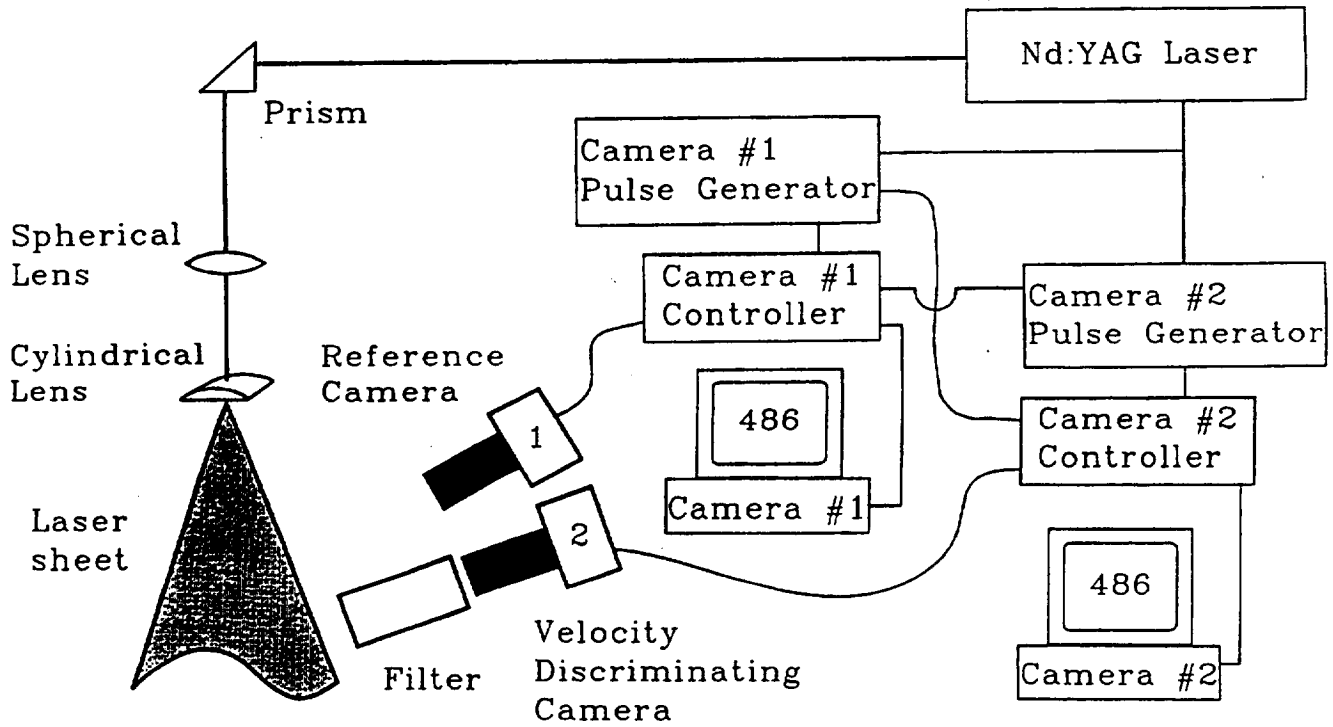 Nd:YAG Laser
Prism
Camera #1
Pulse Generator
Spherical
Lens
Camera #1
Controller
Camera #2
Pulse Generator
Cylindrical
Lens
Reference
Camera
486
Camera #1
1
Camera #2
Controller
Laser
sheet
2
486
Camera #2
Filter
Velocity
Discriminating
Camera